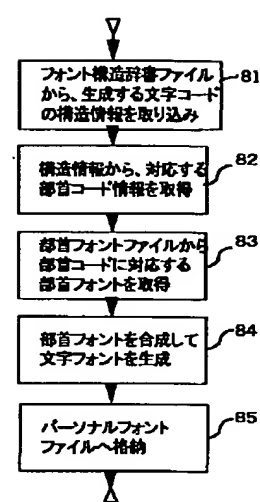 フォント構造辞書ファイル
から、生成する文字コード
の構造情報を取り込み
81
構造情報から、対応する
部首コード情報を取得
82
部首フォントファイルから
部首コードに対応する
部首フォントを取得
83
部首フォントを合成して
文字フォントを生成
84
パーソナルフォント
ファイルへ格納
85